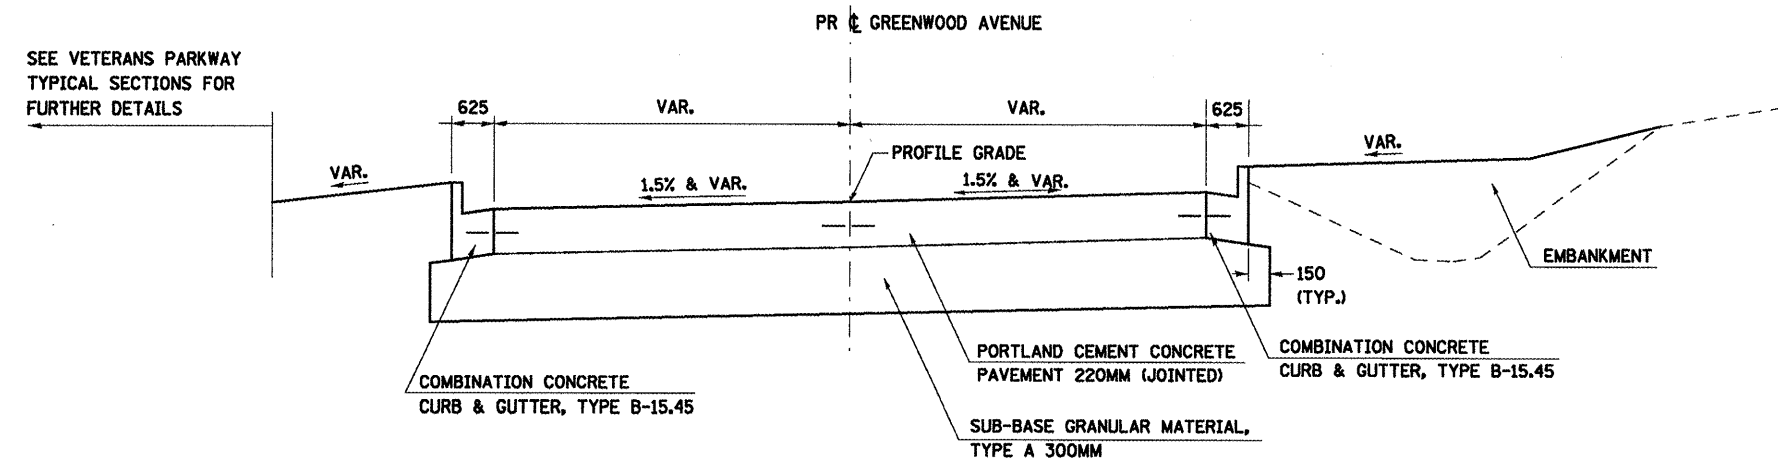 PR ℄ GREENWOOD AVENUE
SEE VETERANS PARKWAY
TYPICAL SECTIONS FOR
FURTHER DETAILS
625
VAR.
VAR.
625
VAR.
PROFILE GRADE
VAR.
1.5% & VAR.
1.5% & VAR.
EMBANKMENT
150
(TYP.)
PORTLAND CEMENT CONCRETE
PAVEMENT 220MM (JOINTED)
COMBINATION CONCRETE
CURB & GUTTER, TYPE B-15.45
COMBINATION CONCRETE
CURB & GUTTER, TYPE B-15.45
SUB-BASE GRANULAR MATERIAL,
TYPE A 300MM